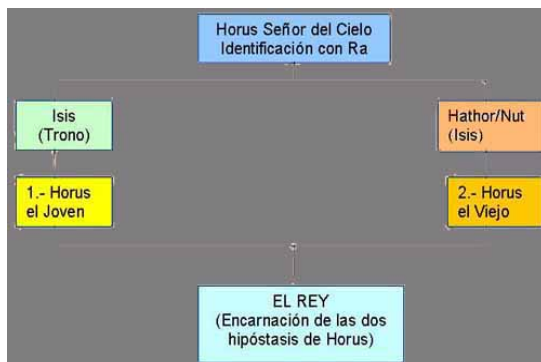 Horus Señor del Cielo
Identificación con Ra
Isis
(Trono)
Hathor/Nut
(Isis)
1.- Horus
el Joven
2.- Horus
el Viejo
EL REY
(Encarnación de las dos
hipóstasis de Horus)